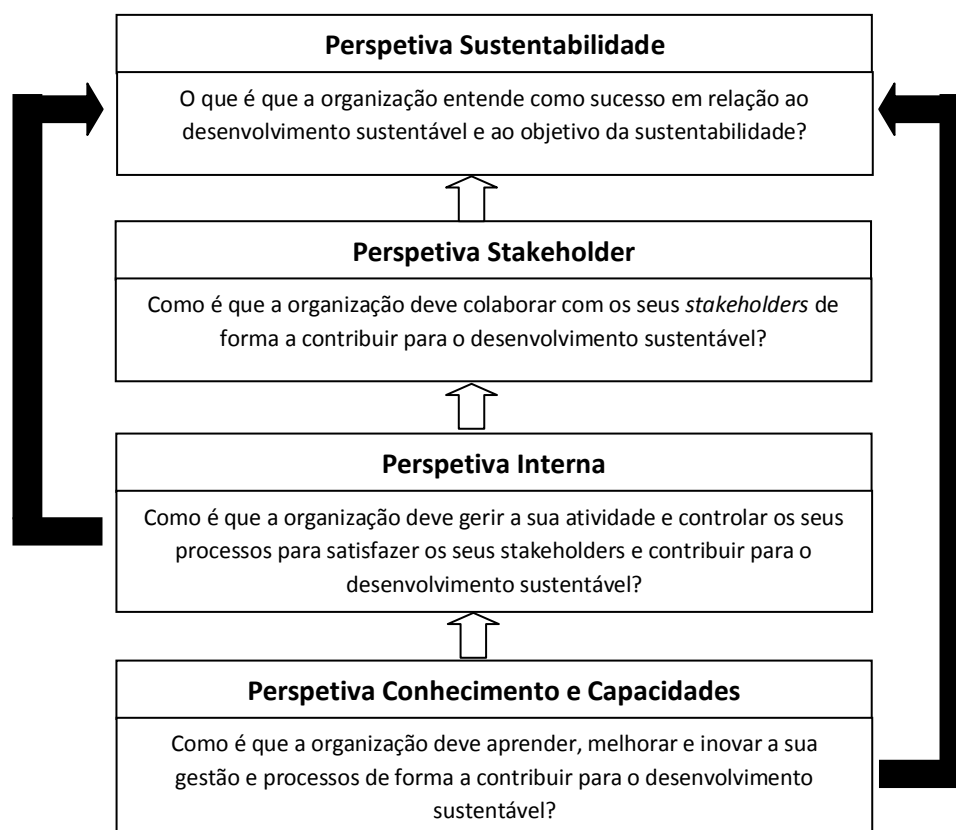 Perspetiva Sustentabilidade
O que é que a organização entende como sucesso em relação ao
desenvolvimento sustentável e ao objetivo da sustentabilidade?
Perspetiva Stakeholder
Como é que a organização deve colaborar com os seus stakeholders de
forma a contribuir para o desenvolvimento sustentável?
Perspetiva Interna
Como é que a organização deve gerir a sua atividade e controlar os seus
processos para satisfazer os seus stakeholders e contribuir para o
desenvolvimento sustentável?
Perspetiva Conhecimento e Capacidades
Como é que a organização deve aprender, melhorar e inovar a sua
gestão e processos de forma a contribuir para o desenvolvimento
sustentável?